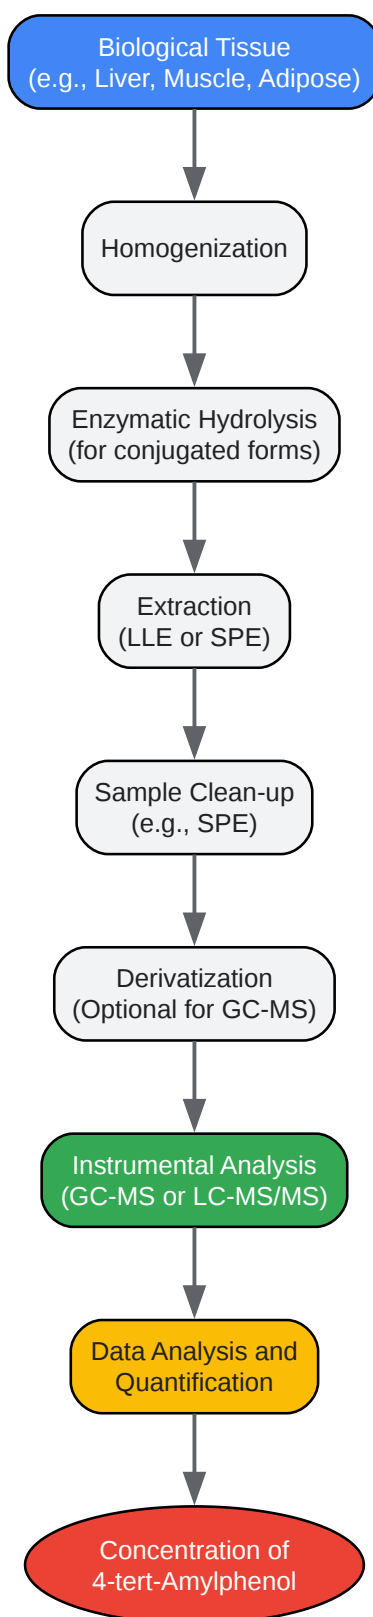 Biological Tissue
(e.g., Liver, Muscle, Adipose)
Homogenization
Enzymatic Hydrolysis
(for conjugated forms)
Extraction
(LLE or SPE)
Sample Clean-up
(e.g., SPE)
Derivatization
(Optional for GC-MS)
Instrumental Analysis
(GC-MS or LC-MS/MS)
Data Analysis and
Quantification
Concentration of
4-tert-Amylphenol